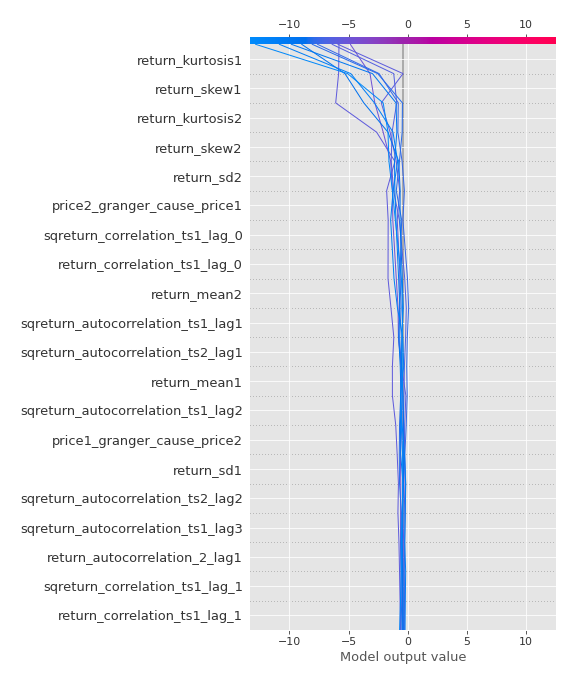 −10 −5 0 5 10
return_kurtosis1
return_skew1
return_kurtosis2
return_skew2
return_sd2
price2_granger_cause_price1
sqreturn_correlation_ts1_lag_0
return_correlation_ts1_lag_0
return_mean2
sqreturn_autocorrelation_ts1_lag1
sqreturn_autocorrelation_ts2_lag1
return_mean1
sqreturn_autocorrelation_ts1_lag2
price1_granger_cause_price2
return_sd1
sqreturn_autocorrelation_ts2_lag2
sqreturn_autocorrelation_ts1_lag3
return_autocorrelation_2_lag1
sqreturn_correlation_ts1_lag_1
return_correlation_ts1_lag_1
−10 −5 0 5 10
Model output value